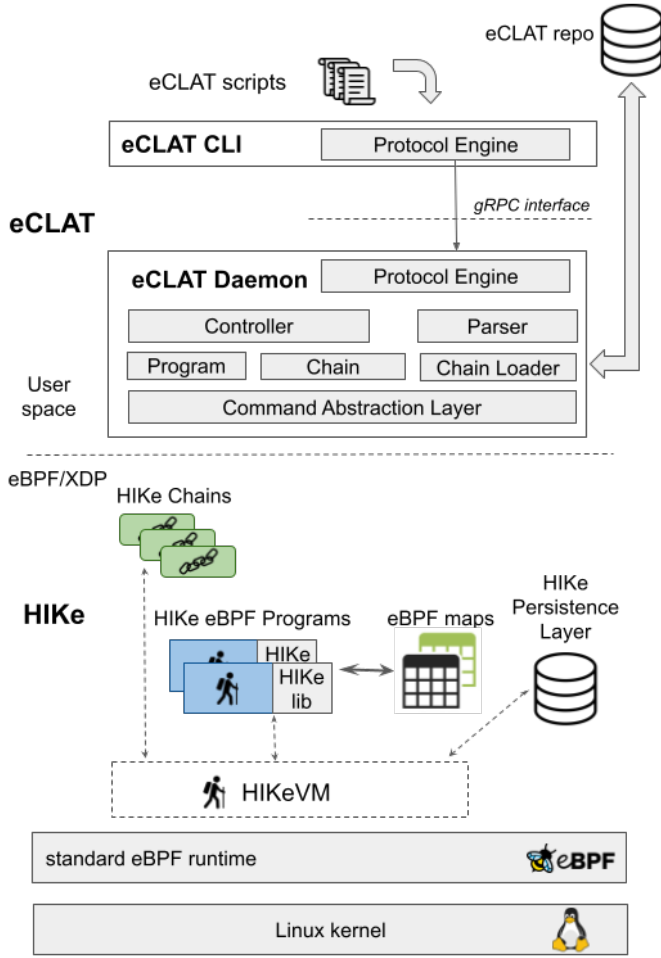 eCLAT repo
eCLAT scripts
eCLAT CLI
Protocol Engine
gRPC interface
eCLAT
eCLAT Daemon
Protocol Engine
Controller
Parser
Program
Chain
Chain Loader
Command Abstraction Layer
User
space
eBPF/XDP
HIKe Chains
HIKe
HIKe eBPF Programs
eBPF maps
HIKe
Persistence
Layer
HIKe
HIKe
lib
HIKeVM
standard eBPF runtime
eBPF
Linux kernel